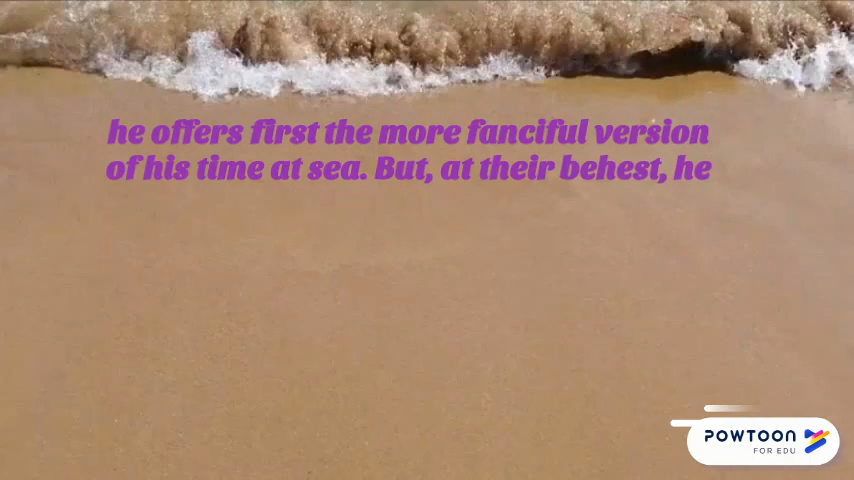 he offers first the more fanciful version
of his time at sea. But, at their behest, he
POWTOON
FOR EDU